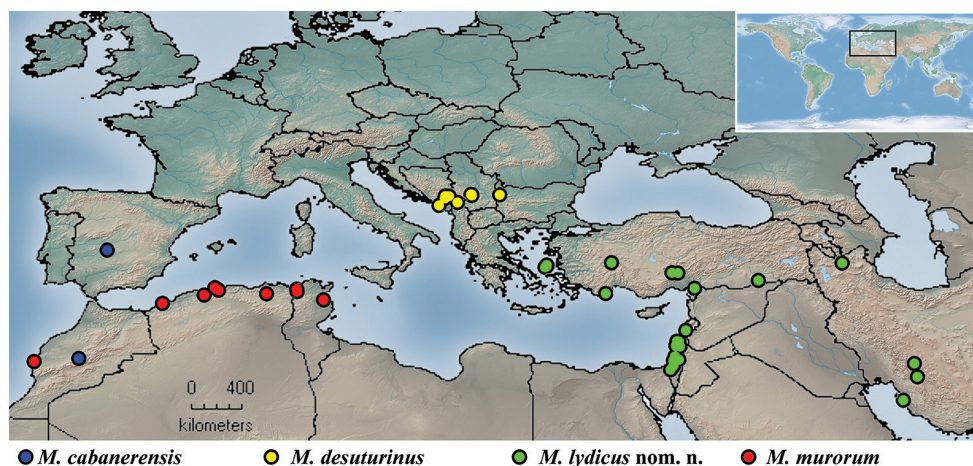 0 400
kilometers
M. cabanerensis M. desuturinus M. lydicus nom. n. M. murorum